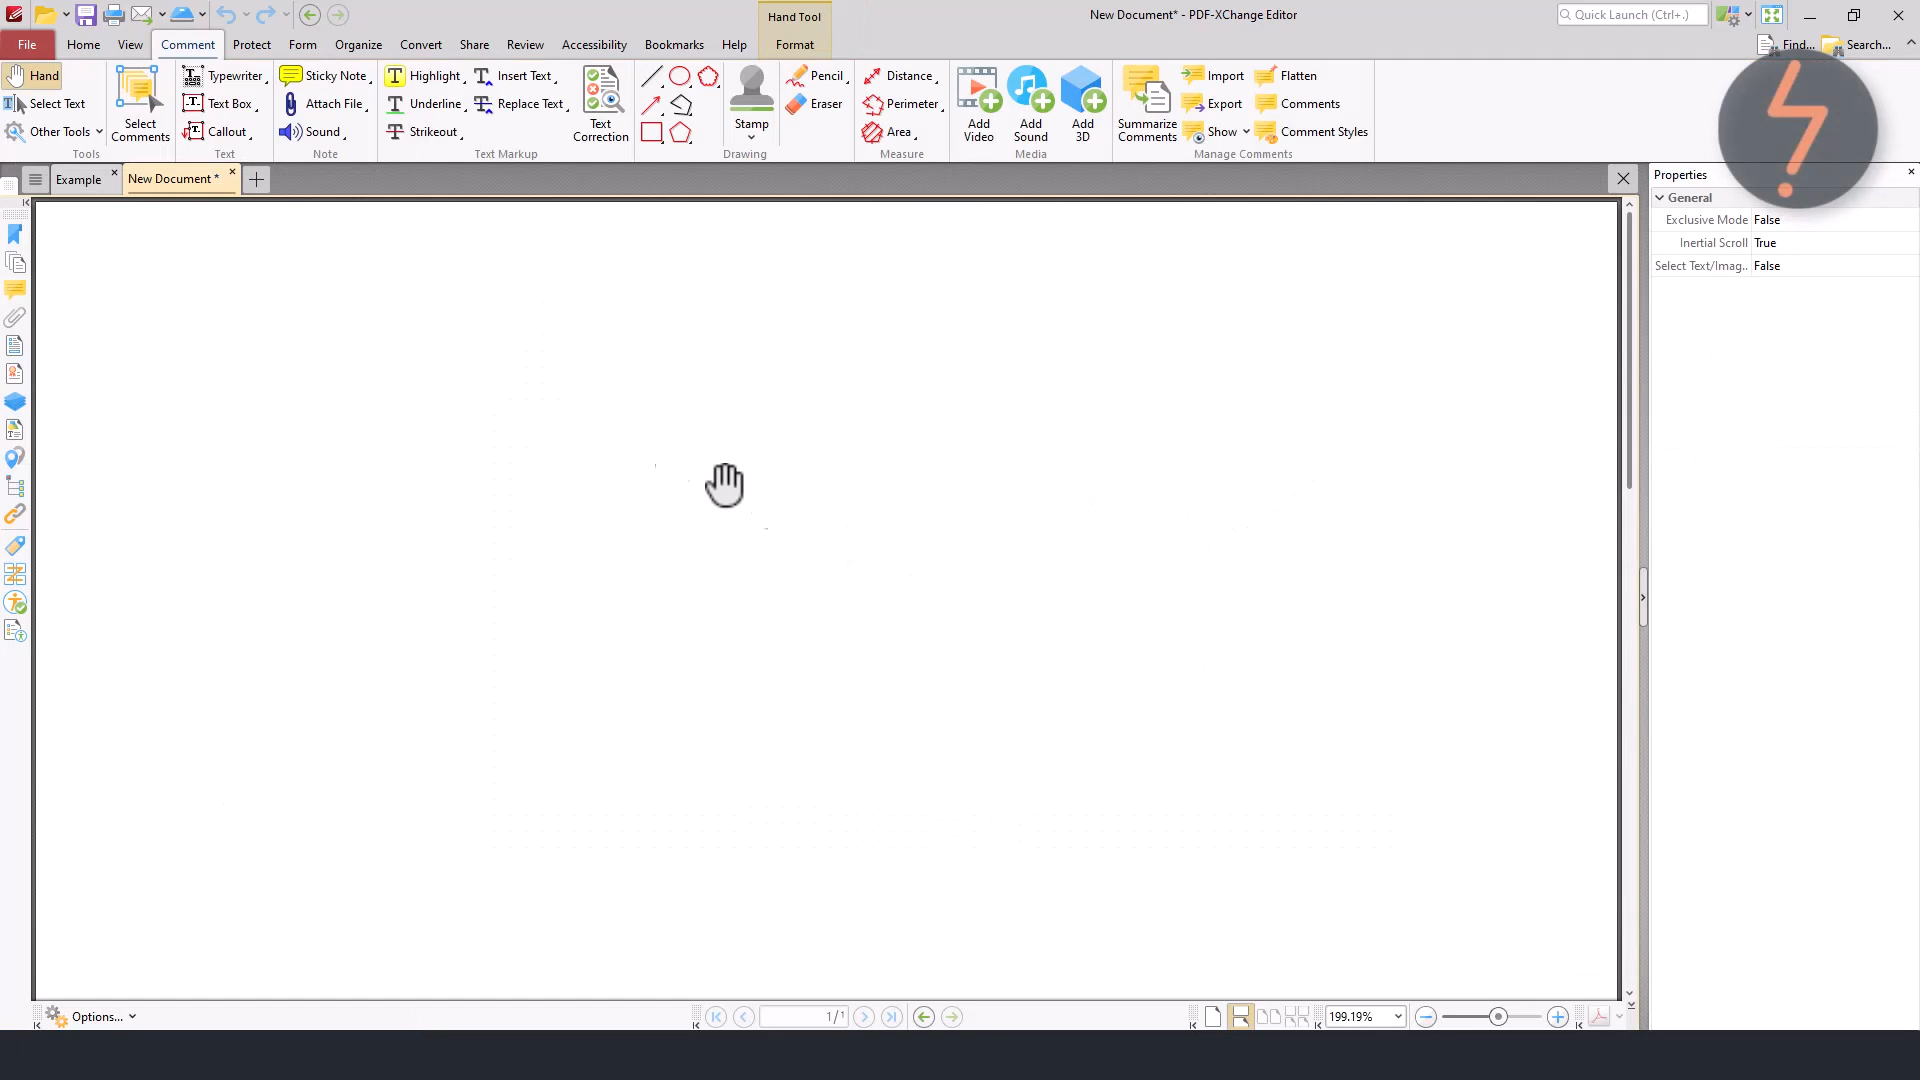 Hand Tool
New Document* - PDF-XChange Editor
Quick Launch (Ctrl+.)
File Home View Comment Protect Form Organize Convert Share Review Accessibility Bookmarks Help Format
Find... Search...
Hand
Select Text
Other Tools
Tools
Select Comments
Typewriter
Text Box
Callout
Text
Sticky Note
Attach File
Sound
Note
Highlight
Underline
Strikeout
Insert Text
Replace Text
Text Markup
Text Correction
Stamp
Drawing
Pencil
Eraser
Distance
Perimeter
Area
Measure
Add Video
Add Sound
Add 3D
Media
Summarize Comments
Import
Export
Show
Flatten
Comments
Comment Styles
Manage Comments
Example
New Document *
Properties
General
Exclusive Mode False
Inertial Scroll True
Select Text/Imag.. False
Options...
1/1
199.19%